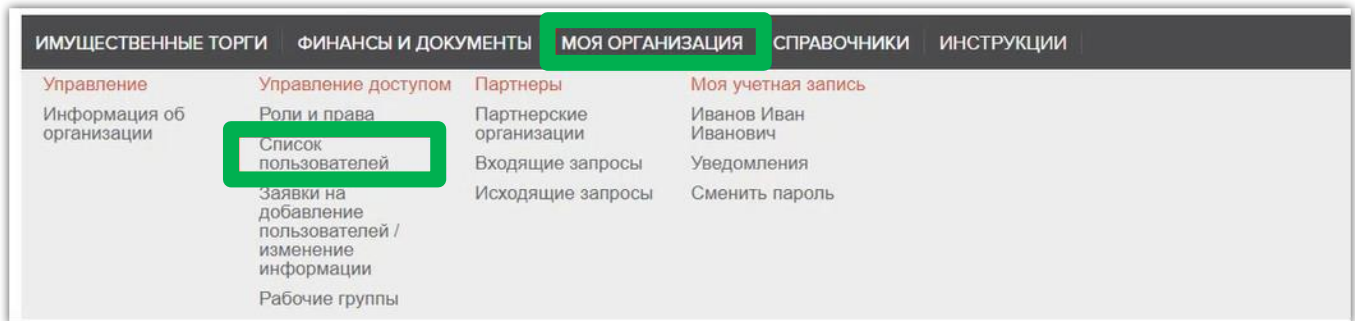 ИМУЩЕСТВЕННЫЕ ТОРГИ ФИНАНСЫ И ДОКУМЕНТЫ МОЯ ОРГАНИЗАЦИЯ СПРАВОЧНИКИ ИНСТРУКЦИИ
Управление
Информация об
организации
Управление доступом
Роли и права
Список
пользователей
Заявки на
добавление
пользователей /
изменение
информации
Рабочие группы
Партнеры
Партнерские
организации
Входящие запросы
Исходящие запросы
Моя учетная запись
Иванов Иван
Иванович
Уведомления
Сменить пароль